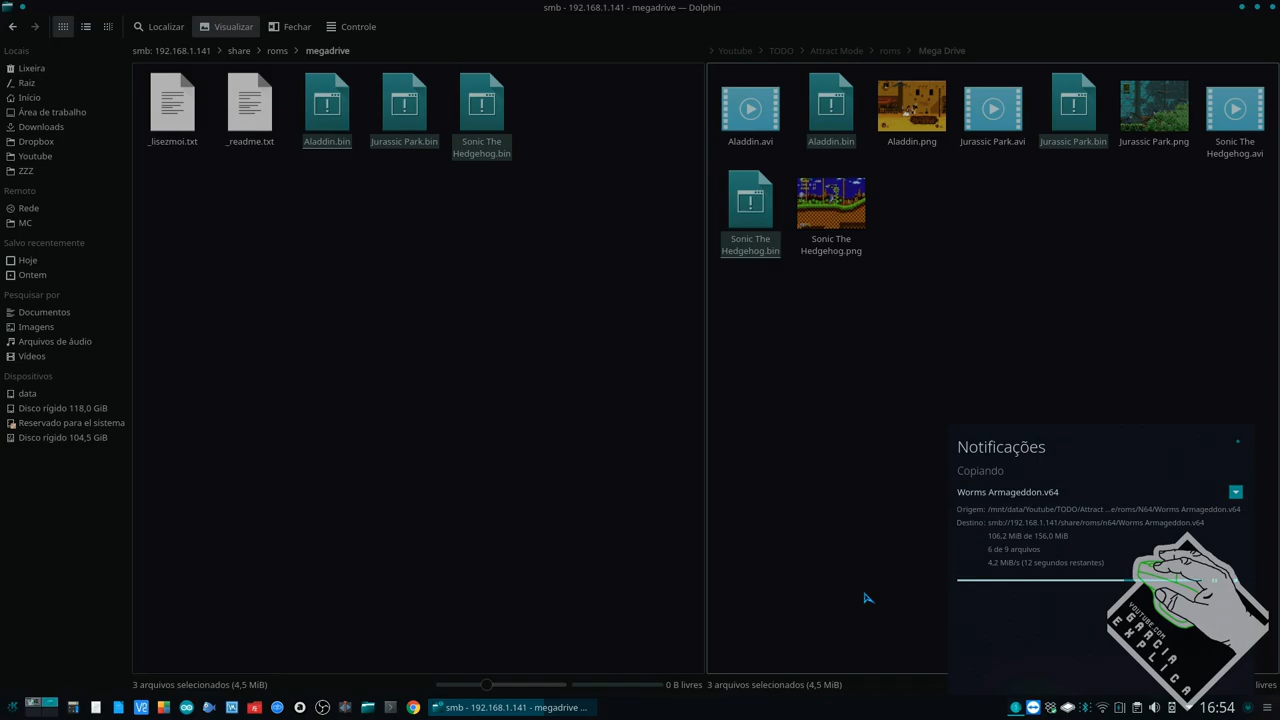 smb - 192.168.1.141 - megadrive — Dolphin
Localizar
Visualizar
Fechar
Controle
Locais
Lixeira
Raiz
Início
Área de trabalho
Downloads
Dropbox
Youtube
ZZZ
Remoto
Rede
MC
Salvo recentemente
Hoje
Ontem
Pesquisar por
Documentos
Imagens
Arquivos de áudio
Vídeos
Dispositivos
data
Disco rígido 118,0 GiB
Reservado para el sistema
Disco rígido 104,5 GiB
smb: 192.168.1.141 > share > roms > megadrive
_lisezmoi.txt
_readme.txt
Aladdin.bin
Jurassic Park.bin
Sonic The
Hedgehog.bin
3 arquivos selecionados (4,5 MiB)
0 B livres
> Youtube > TODO > Attract Mode > roms > Mega Drive
Aladdin.avi
Aladdin.bin
Aladdin.png
Jurassic Park.avi
Jurassic Park.bin
Jurassic Park.png
Sonic The
Hedgehog.avi
Sonic The
Hedgehog.bin
Sonic The
Hedgehog.png
3 arquivos selecionados (4,5 MiB)
livres
Notificações
Copiando
Worms Armageddon.v64
Origem: /mnt/data/Youtube/TODO/Attract ...e/roms/N64/Worms Armageddon.v64
Destino: smb://192.168.1.141/share/roms/n64/Worms Armageddon.v64
106,2 MiB de 156,0 MiB
6 de 9 arquivos
4,2 MiB/s (12 segundos restantes)
YOUTUBE.COM
GARCIA
EXPLICA
smb - 192.168.1.141 - megadrive ...
16:54